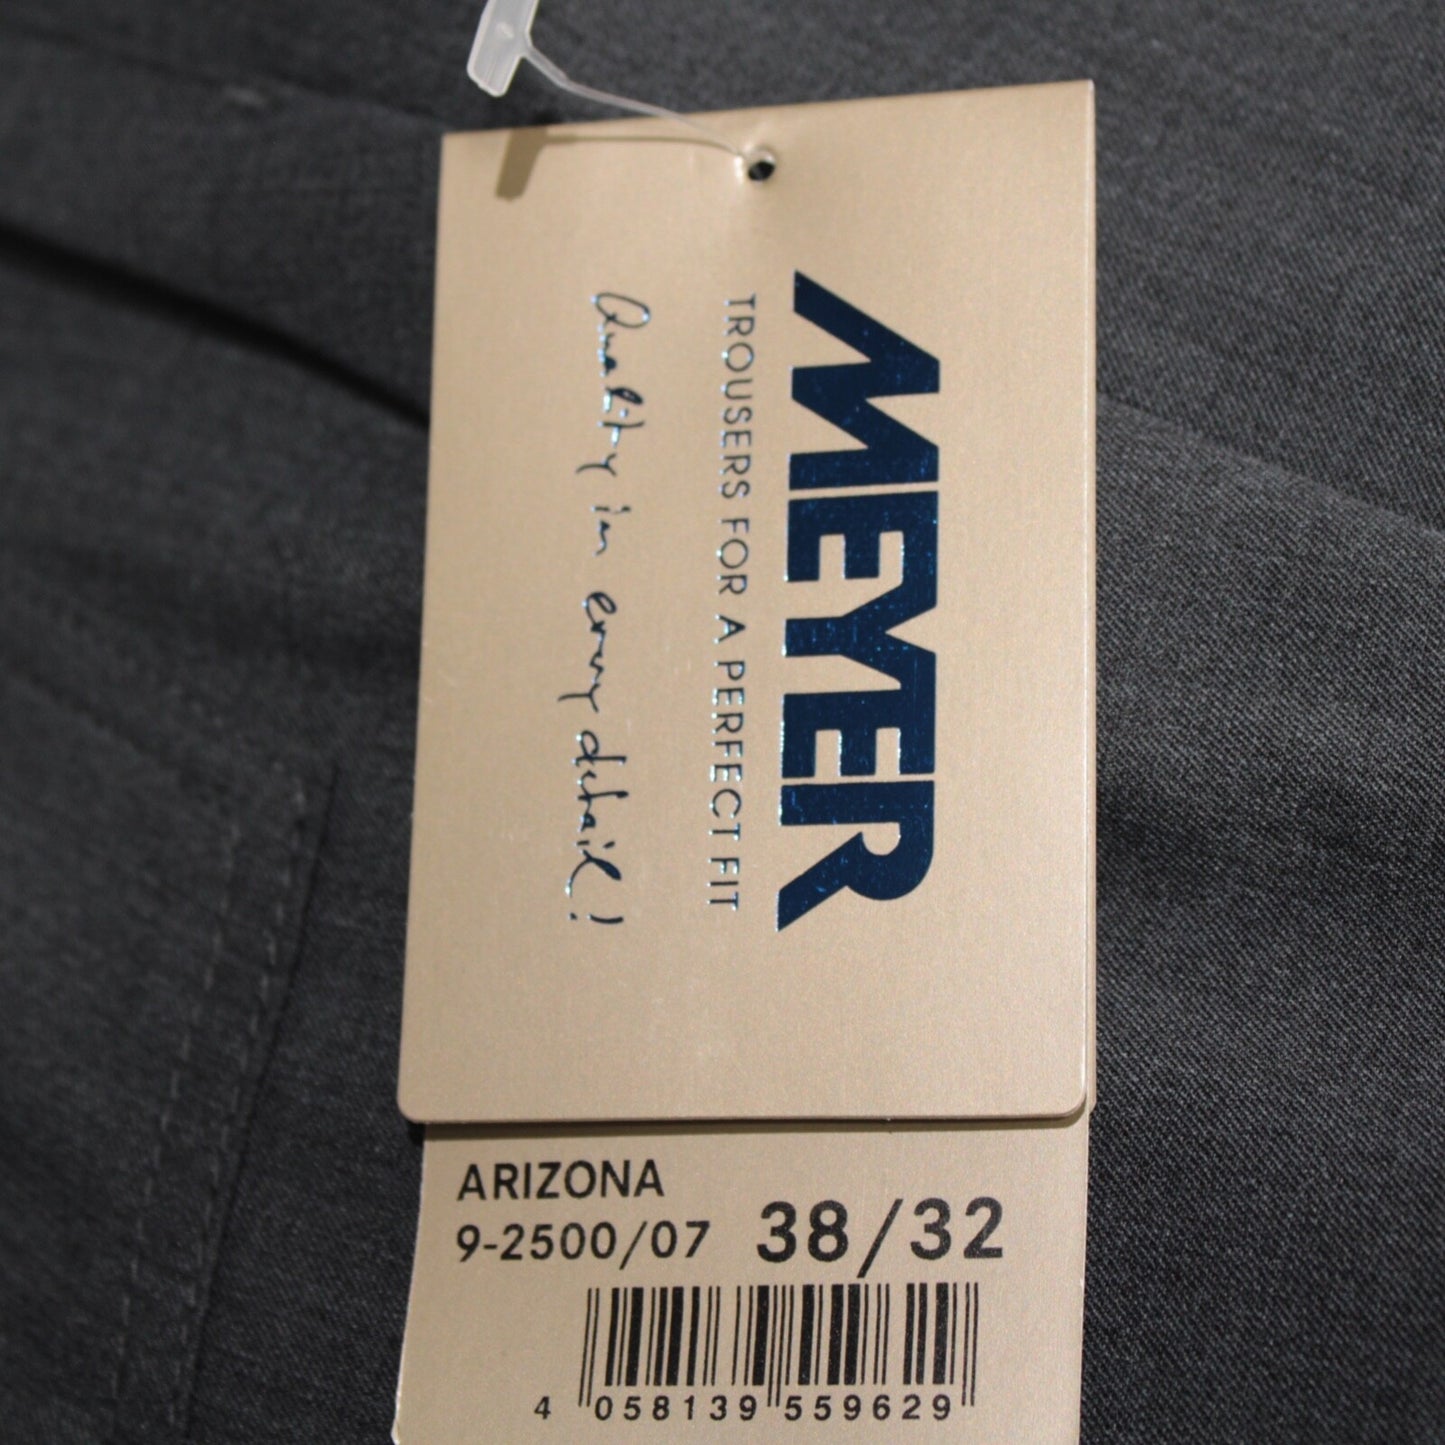 MEYER
TROUSERS FOR A PERFECT FIT
Quality in every detail!
ARIZONA
9-2500/07 38/32
4 058139 559629